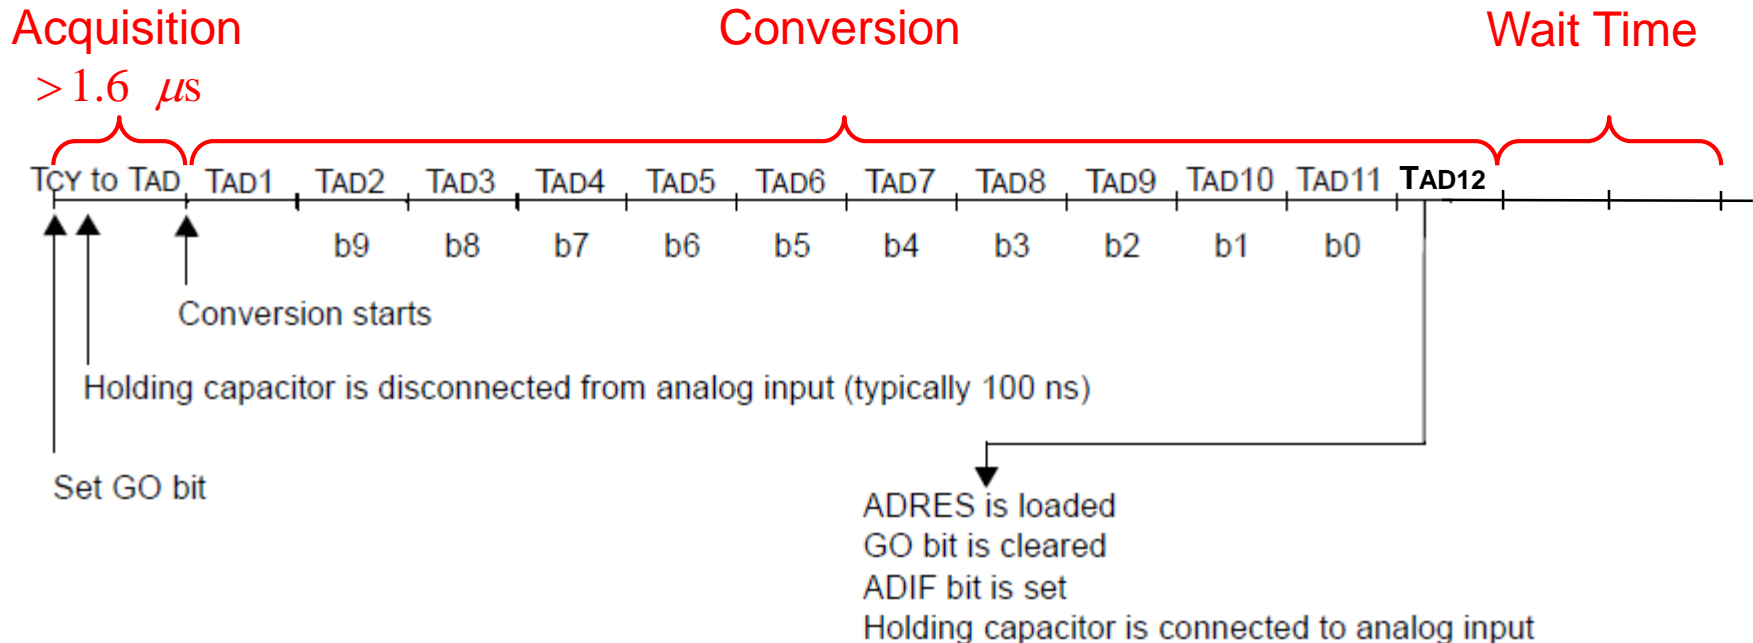 Acquisition Conversion Wait Time
> 1.6 μs
TCY to TAD TAD1 TAD2 TAD3 TAD4 TAD5 TAD6 TAD7 TAD8 TAD9 TAD10 TAD11 TAD12
b9 b8 b7 b6 b5 b4 b3 b2 b1 b0
Conversion starts
Holding capacitor is disconnected from analog input (typically 100 ns)
Set GO bit
ADRES is loaded
GO bit is cleared
ADIF bit is set
Holding capacitor is connected to analog input